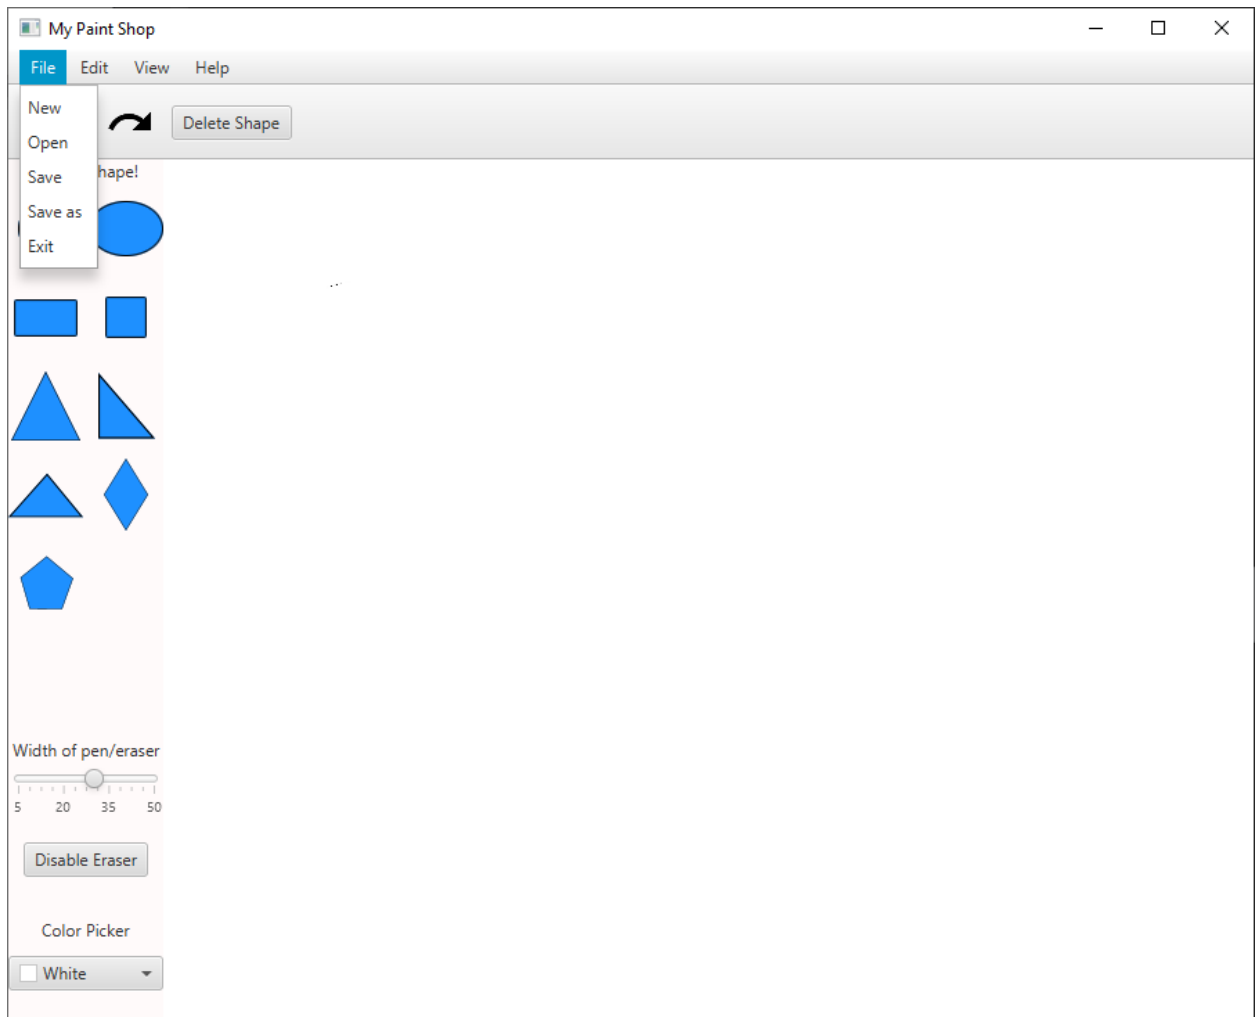 My Paint Shop
File Edit View Help
New
Open
Save
Save as
Exit
Delete Shape
hape!
Width of pen/eraser
5 20 35 50
Disable Eraser
Color Picker
White